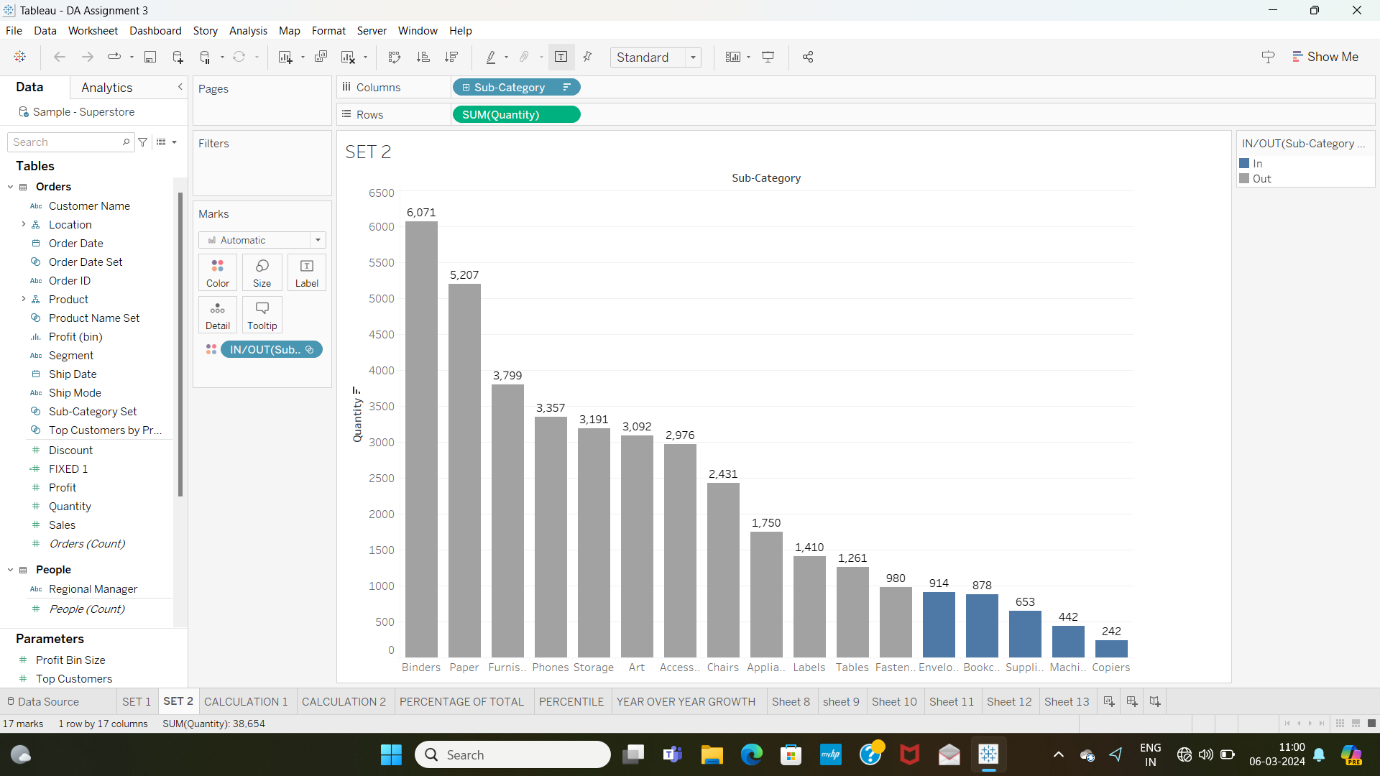 Tableau - DA Assignment 3
File Data Worksheet Dashboard Story Analysis Map Format Server Window Help
Standard
Show Me
Data Analytics
Sample - Superstore
Search
Tables
Orders
Abc Customer Name
Location
Order Date
Order Date Set
Abc Order ID
Product
Product Name Set
Profit (bin)
Abc Segment
Ship Date
Abc Ship Mode
Sub-Category Set
Top Customers by Pr...
# Discount
=# FIXED 1
# Profit
# Quantity
# Sales
# Orders (Count)
People
Abc Regional Manager
# People (Count)
Parameters
# Profit Bin Size
# Top Customers
Pages
Filters
Marks
Automatic
Color Size Label
Detail Tooltip
IN/OUT(Sub..
Columns Sub-Category
Rows SUM(Quantity)
SET 2
Sub-Category
Quantity
6500
6000
5500
5000
4500
4000
3500
3000
2500
2000
1500
1000
500
0
6,071
5,207
3,799
3,357
3,191
3,092
2,976
2,431
1,750
1,410
1,261
980
914
878
653
442
242
Binders Paper Furnis.. Phones Storage Art Access.. Chairs Applia.. Labels Tables Fasten.. Envelo.. Bookc.. Suppli.. Machi.. Copiers
IN/OUT(Sub-Category ...
In
Out
Data Source SET 1 SET 2 CALCULATION 1 CALCULATION 2 PERCENTAGE OF TOTAL PERCENTILE YEAR OVER YEAR GROWTH Sheet 8 sheet 9 Sheet 10 Sheet 11 Sheet 12 Sheet 13
17 marks 1 row by 17 columns SUM(Quantity): 38,654
Search
myhp
PRE
ENG
IN
11:00
06-03-2024